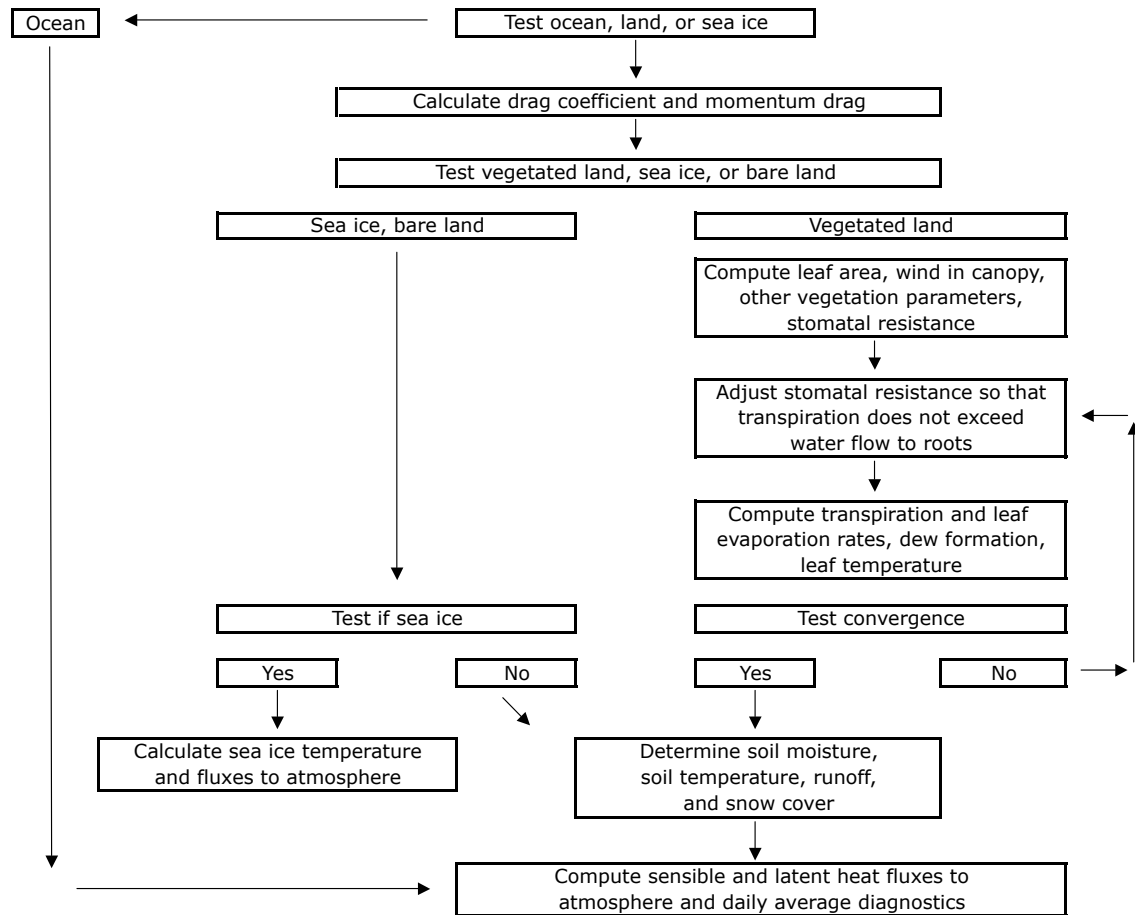 Ocean
Test ocean, land, or sea ice
Calculate drag coefficient and momentum drag
Test vegetated land, sea ice, or bare land
Sea ice, bare land
Vegetated land
Compute leaf area, wind in canopy,
other vegetation parameters,
stomatal resistance
Adjust stomatal resistance so that
transpiration does not exceed
water flow to roots
Compute transpiration and leaf
evaporation rates, dew formation,
leaf temperature
Test if sea ice
Test convergence
Yes
No
Yes
No
Calculate sea ice temperature
and fluxes to atmosphere
Determine soil moisture,
soil temperature, runoff,
and snow cover
Compute sensible and latent heat fluxes to
atmosphere and daily average diagnostics